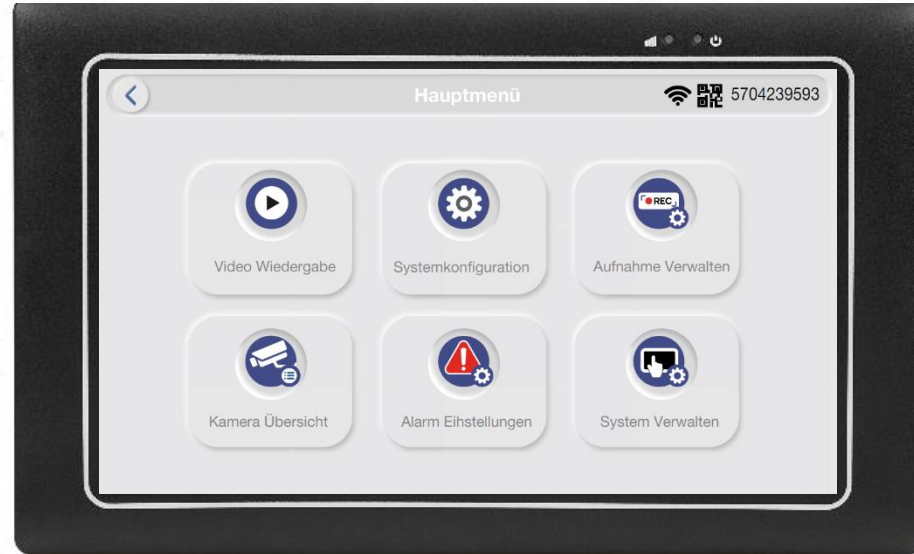 Hauptmenü
5704239593
REC
Video Wiedergabe
Systemkonfiguration
Aufnahme Verwalten
Kamera Übersicht
Alarm Eihstellungen
System Verwalten